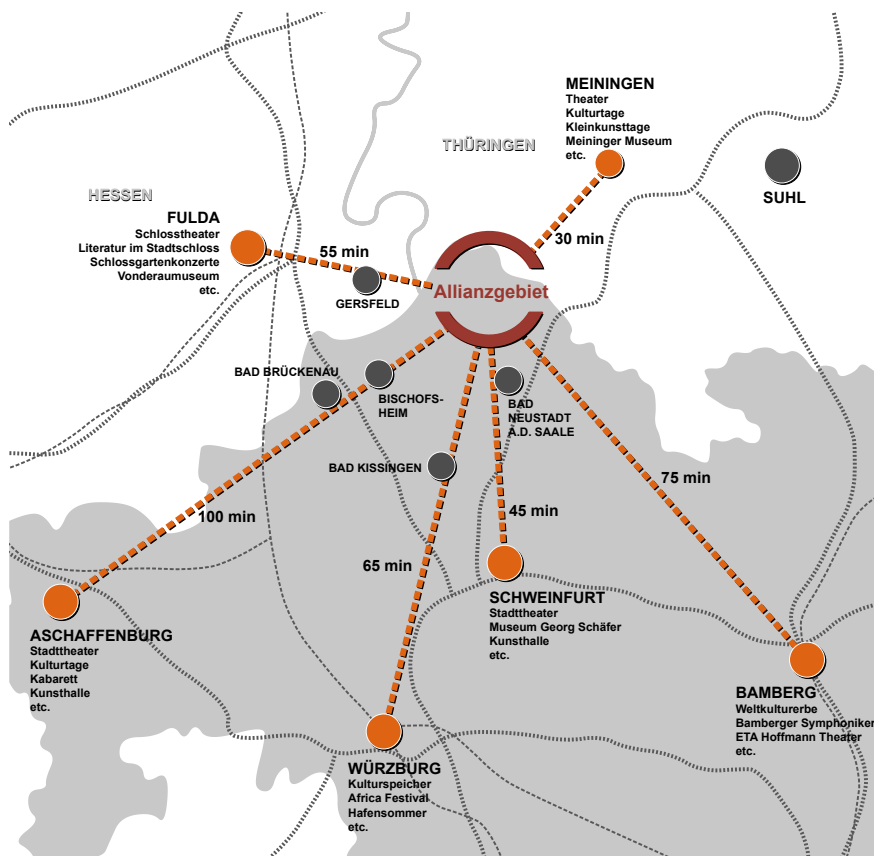 MEININGEN
Theater
Kulturtage
Kleinkunsttage
Meininger Museum
etc.
THÜRINGEN
HESSEN
SUHL
FULDA
Schlosstheater
Literatur im Stadtschloss
Schlossgartenkonzerte
Vonderaumuseum
etc.
55 min
30 min
GERSFELD
Allianzgebiet
BAD BRÜCKENAU
BISCHOFS-
HEIM
BAD
NEUSTADT
A.D. SAALE
BAD KISSINGEN
75 min
100 min
45 min
65 min
SCHWEINFURT
Stadttheater
Museum Georg Schäfer
Kunsthalle
etc.
ASCHAFFENBURG
Stadttheater
Kulturtage
Kabarett
Kunsthalle
etc.
BAMBERG
Weltkulturerbe
Bamberger Symphoniker
ETA Hoffmann Theater
etc.
WÜRZBURG
Kulturspeicher
Africa Festival
Hafensommer
etc.